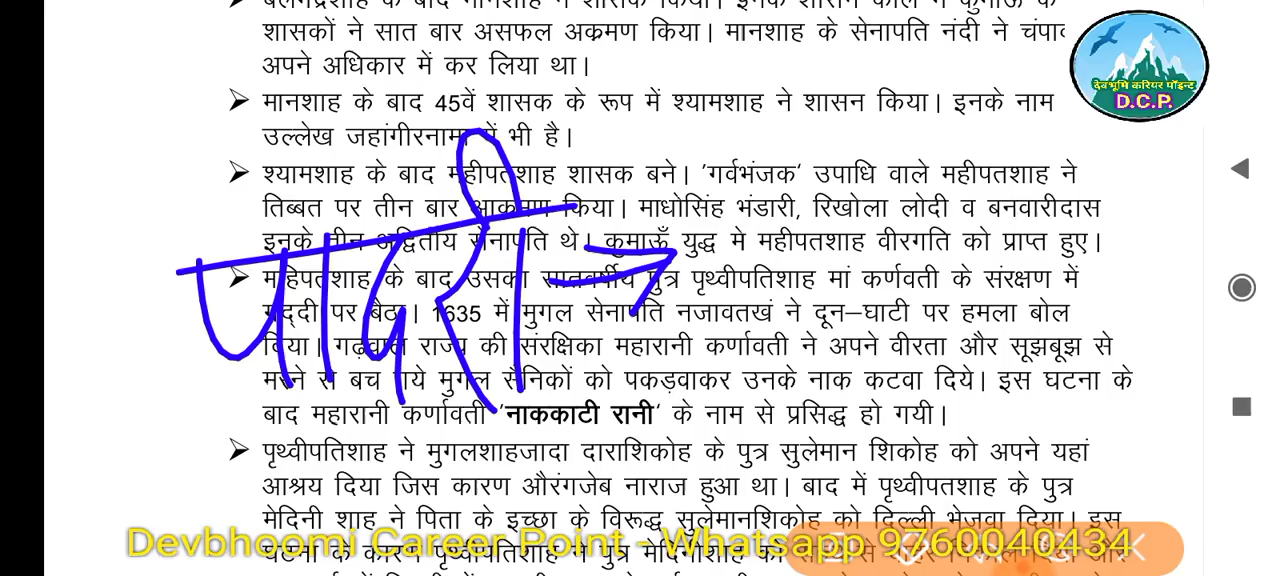 शासकों ने सात बार असफल अक्रमण किया। मानशाह के सेनापति नंदी ने
अपने अधिकार में कर लिया था।
➢ मानशाह के बाद 45वें शासक के रूप में श्यामशाह ने शासन किया। इनके नाम
उल्लेख जहांगीरनामा में भी है।
➢ श्यामशाह के बाद महीपतशाह शासक बने। 'गर्वभंजक' उपाधि वाले महीपतशाह ने
तिब्बत पर तीन बार आक्रमण किया। माधोसिंह भंडारी, रिखोला लोदी व बनवारीदास
इनके तीन अद्वितीय सेनापति थे। कुमाऊँ युद्ध मे महीपतशाह वीरगति को प्राप्त हुए।
➢ महिपतशाह के बाद उसका सातवर्षीय पुत्र पृथ्वीपतिशाह मां कर्णवती के संरक्षण में
गद्दी पर बैठा। 1635 में मुगल सेनापति नजावतखं ने दून–घाटी पर हमला बोल
दिया। गढ़वाल राज्य की संरक्षिका महारानी कर्णावती ने अपने वीरता और सूझबूझ से
मरने से बच गये मुगल सैनिकों को पकड़वाकर उनके नाक कटवा दिये। इस घटना के
बाद महारानी कर्णावती 'नाककाटी रानी' के नाम से प्रसिद्ध हो गयी।
➢ पृथ्वीपतिशाह ने मुगलशाहजादा दाराशिकोह के पुत्र सुलेमान शिकोह को अपने यहां
आश्रय दिया जिस कारण औरंगजेब नाराज हुआ था। बाद में पृथ्वीपतशाह के पुत्र
मेदिनी शाह ने पिता के इच्छा के विरूद्ध सुलेमानशिकोह को दिल्ली भेजवा दिया। इस
घटना के कारण पृथ्वीपतिशाह ने पुत्र मेदिनीशाह को
देवभूमि करियर पॉइन्ट
D.C.P.
Devbhoomi Career Point - Whatsapp 9760040434